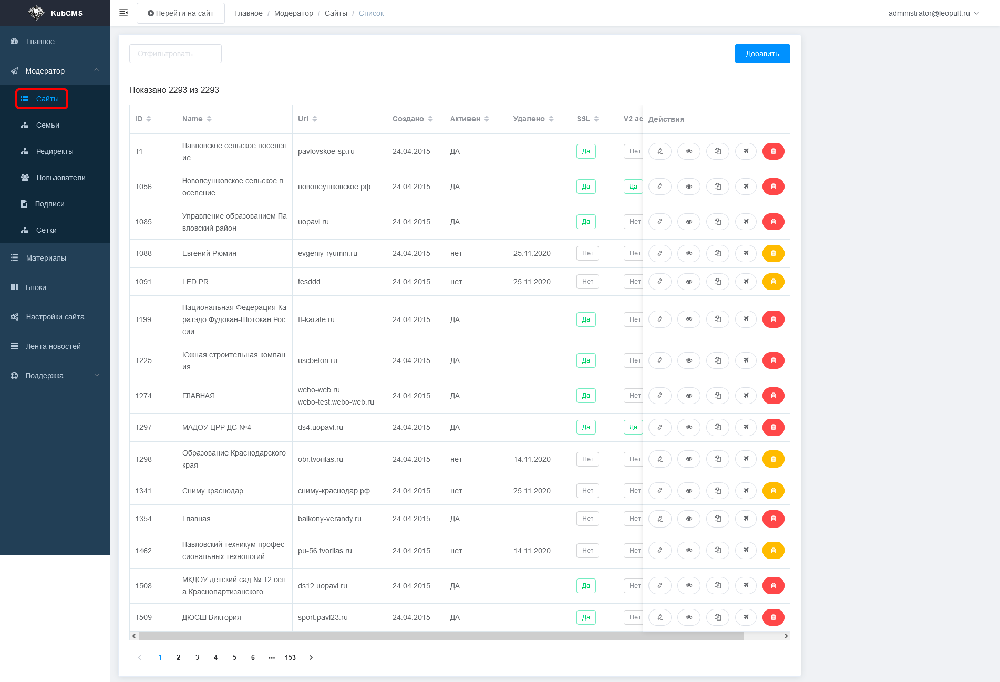 KubCMS
Перейти на сайт
Главное / Модератор / Сайты / Список
administrator@leopult.ru
Главное
Модератор
Сайты
Семьи
Редиректы
Пользователи
Подписи
Сетки
Материалы
Блоки
Настройки сайта
Лента новостей
Поддержка
Отфильтровать
Добавить
Показано 2293 из 2293
ID Name Url Создано Активен Удалено SSL V2 ac Действия
11 Павловское сельское поселен
ие pavlovskoe-sp.ru 24.04.2015 ДА Да Нет
1056 Новолеушковское сельское п
оселение новолеушковское.рф 24.04.2015 ДА Да Да
1085 Управление образованием Па
вловский район uopavl.ru 24.04.2015 ДА Да Нет
1088 Евгений Рюмин evgeniy-ryumin.ru 24.04.2015 нет 25.11.2020 Нет Нет
1091 LED PR tesddd 24.04.2015 нет 25.11.2020 Нет Нет
1199 Национальная Федерация Ка
ратэдо Фудокан-Шотокан Рос
сии ff-karate.ru 24.04.2015 ДА Да Нет
1225 Южная строительная компан
ия uscbeton.ru 24.04.2015 ДА Да Нет
1274 ГЛАВНАЯ webo-web.ru
webo-test.webo-web.ru 24.04.2015 ДА Да Нет
1297 МАДОУ ЦРР ДС №4 ds4.uopavl.ru 24.04.2015 ДА Да Да
1298 Образование Краснодарского
края obr.tvorilas.ru 24.04.2015 нет 14.11.2020 Нет Нет
1341 Сниму краснодар сниму-краснодар.рф 24.04.2015 нет 25.11.2020 Нет Нет
1354 Главная balkony-verandy.ru 24.04.2015 ДА Нет Нет
1462 Павловский техникум профес
сиональных технологий pu-56.tvorilas.ru 24.04.2015 нет 14.11.2020 Нет Нет
1508 МКДОУ детский сад № 12 сел
а Краснопартизанского ds12.uopavl.ru 24.04.2015 ДА Да Нет
1509 ДЮСШ Виктория sport.pavl23.ru 24.04.2015 ДА Да Нет
1 2 3 4 5 6 ••• 153